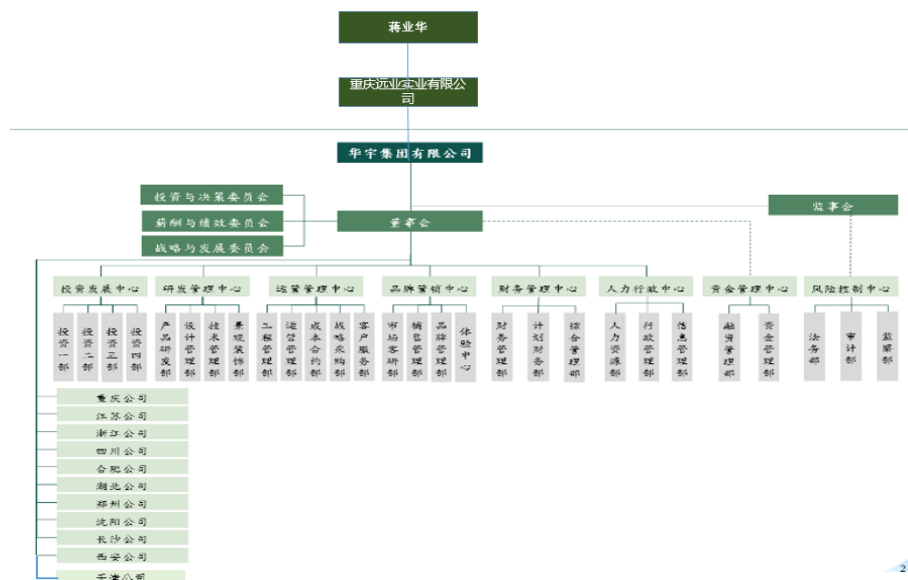 蒋业华
重庆远业实业有限公
司
华宇集团有限公司
投资与决策委员会
监事会
薪酬与绩效委员会
董事会
战略与发展委员会
投资发展中心
研发管理中心
运营管理中心
品牌营销中心
财务管理中心
人力行政中心
资金管理中心
风险控制中心
投资一部
投资二部
投资三部
投资四部
产品研发部
设计管理部
技术管理部
景观装修部
工程管理部
运营管理部
成本合约部
战略采购部
客户服务部
市场客研部
销售管理部
品牌管理部
体验中心
财务管理部
计划财务部
综合管理部
人力资源部
行政管理部
信息管理部
融资管理部
资金管理部
法务部
审计部
监察部
重庆公司
江苏公司
浙江公司
四川公司
合肥公司
湖北公司
郑州公司
沈阳公司
长沙公司
西安公司
天津公司
2